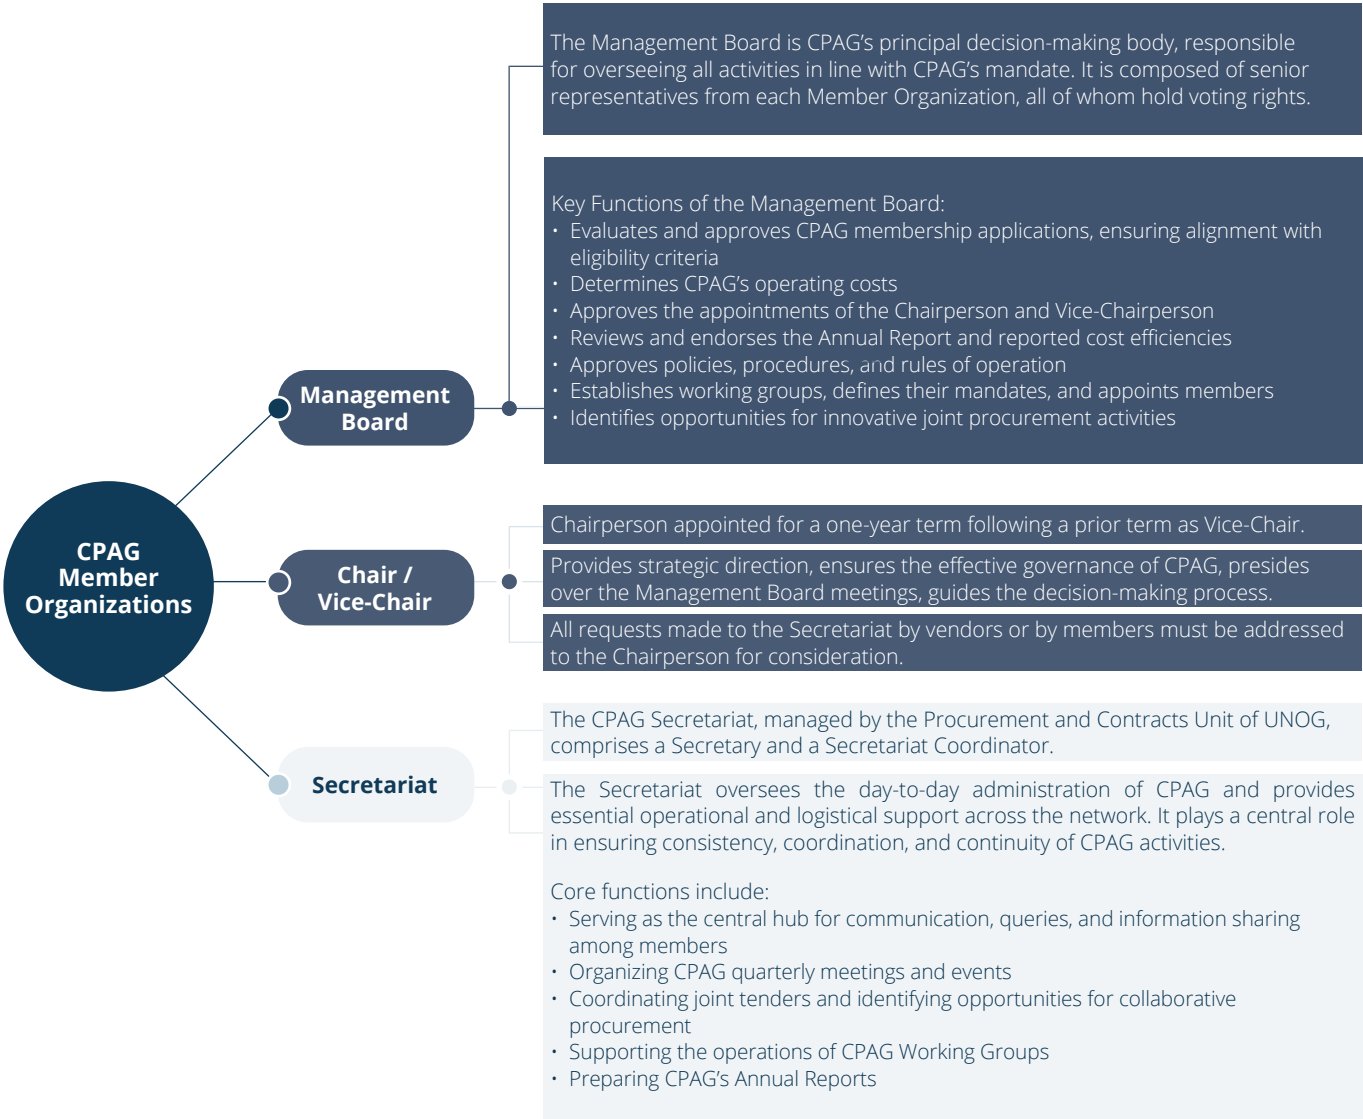 The Management Board is CPAG's principal decision-making body, responsible
for overseeing all activities in line with CPAG's mandate. It is composed of senior
representatives from each Member Organization, all of whom hold voting rights.
Key Functions of the Management Board:
• Evaluates and approves CPAG membership applications, ensuring alignment with
eligibility criteria
• Determines CPAG's operating costs
• Approves the appointments of the Chairperson and Vice-Chairperson
• Reviews and endorses the Annual Report and reported cost efficiencies
• Approves policies, procedures, and rules of operation
• Establishes working groups, defines their mandates, and appoints members
• Identifies opportunities for innovative joint procurement activities
Management
Board
CPAG
Member
Organizations
Chair /
Vice-Chair
Chairperson appointed for a one-year term following a prior term as Vice-Chair.
Provides strategic direction, ensures the effective governance of CPAG, presides
over the Management Board meetings, guides the decision-making process.
All requests made to the Secretariat by vendors or by members must be addressed
to the Chairperson for consideration.
Secretariat
The CPAG Secretariat, managed by the Procurement and Contracts Unit of UNOG,
comprises a Secretary and a Secretariat Coordinator.
The Secretariat oversees the day-to-day administration of CPAG and provides
essential operational and logistical support across the network. It plays a central role
in ensuring consistency, coordination, and continuity of CPAG activities.
Core functions include:
• Serving as the central hub for communication, queries, and information sharing
among members
• Organizing CPAG quarterly meetings and events
• Coordinating joint tenders and identifying opportunities for collaborative
procurement
• Supporting the operations of CPAG Working Groups
• Preparing CPAG's Annual Reports